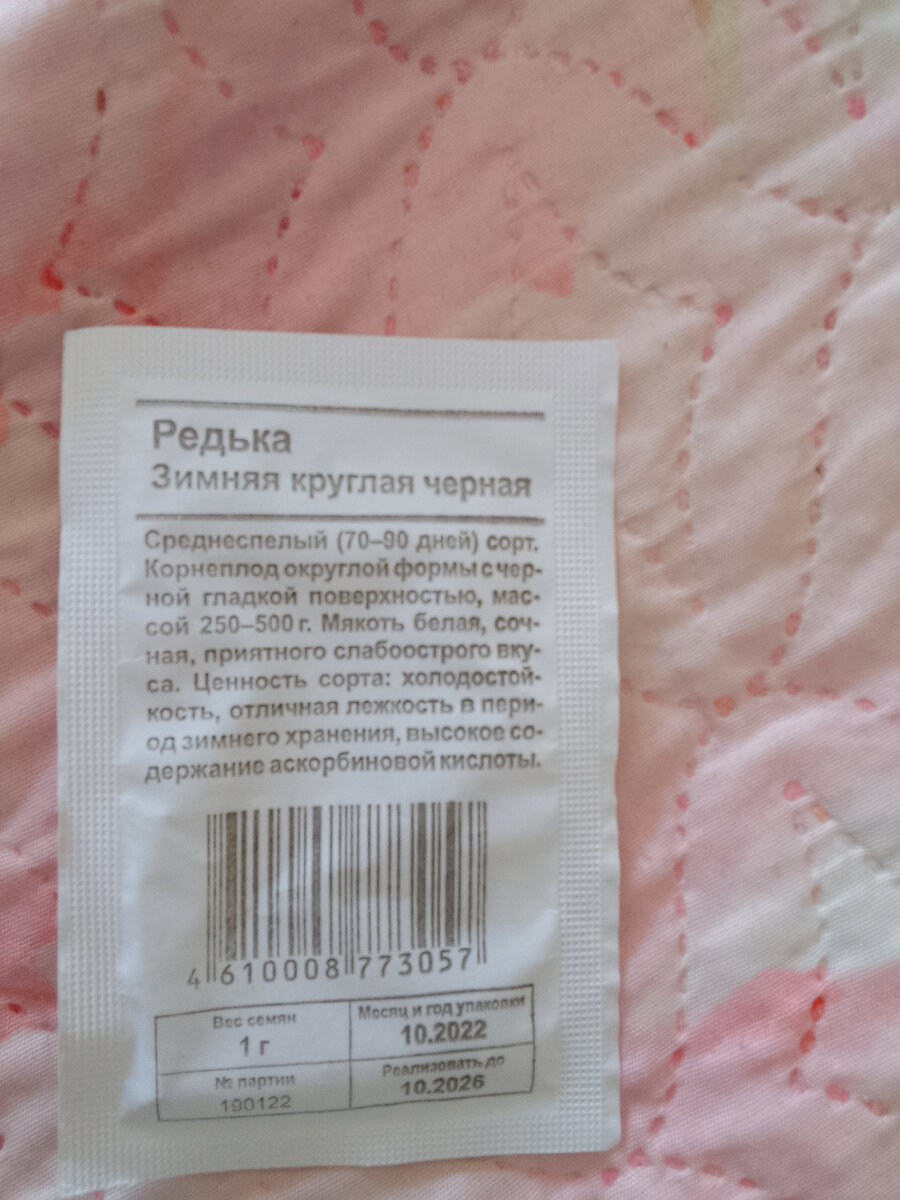 Редька
Зимняя круглая черная
Среднеспелый (70–90 дней) сорт.
Корнеплод округлой формы с чер-
ной гладкой поверхностью, мас-
сой 250–500 г. Мякоть белая, соч-
ная, приятного слабоострого вку-
са. Ценность сорта: холодостой-
кость, отличная лежкость в пери-
од зимнего хранения, высокое со-
держание аскорбиновой кислоты.
4 610008 773057
Вес семян
1 г
Месяц и год упаковки
10.2022
№ партии
190122
Реализовать до
10.2026